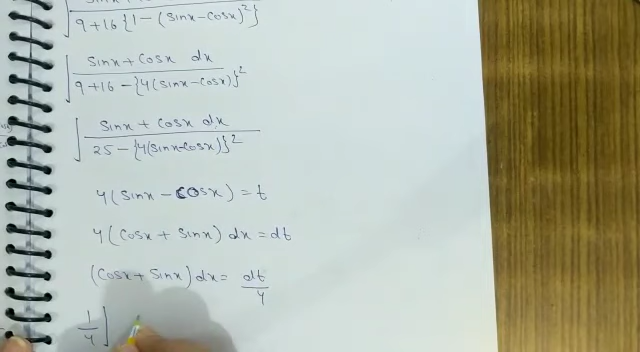 9+16{1-(sinx-cosx)²}
∫ sinx+cosx dx / 9+16-{4(sinx-cosx)}²
∫ sinx+cosx dx / 25-{4(sinx-cosx)}²
4(sinx-cosx)=t
4(cosx+sinx) dx=dt
(cosx+sinx)dx= dt/4
1/4 ∫